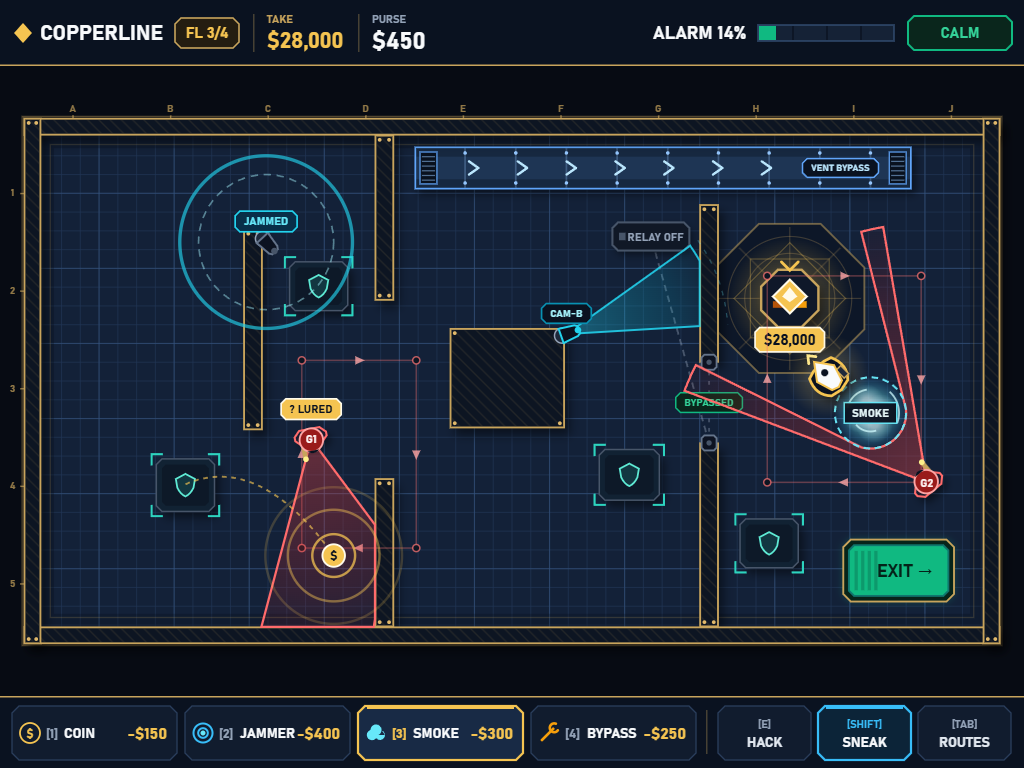 COPPERLINE
FL 3/4
TAKE
$28,000
PURSE
$450
ALARM 14%
CALM
A B C D E F G H I J
1
2
3
4
5
VENT BYPASS
JAMMED
RELAY OFF
CAM-B
$28,000
BYPASSED
SMOKE
? LURED
G1
G2
$
EXIT →
$ [1] COIN -$150
[2] JAMMER -$400
[3] SMOKE -$300
[4] BYPASS -$250
[E]
HACK
[SHIFT]
SNEAK
[TAB]
ROUTES